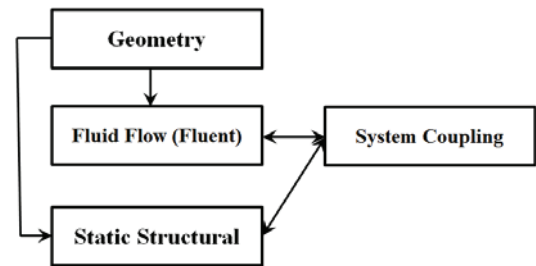 Geometry
Fluid Flow (Fluent)
System Coupling
Static Structural